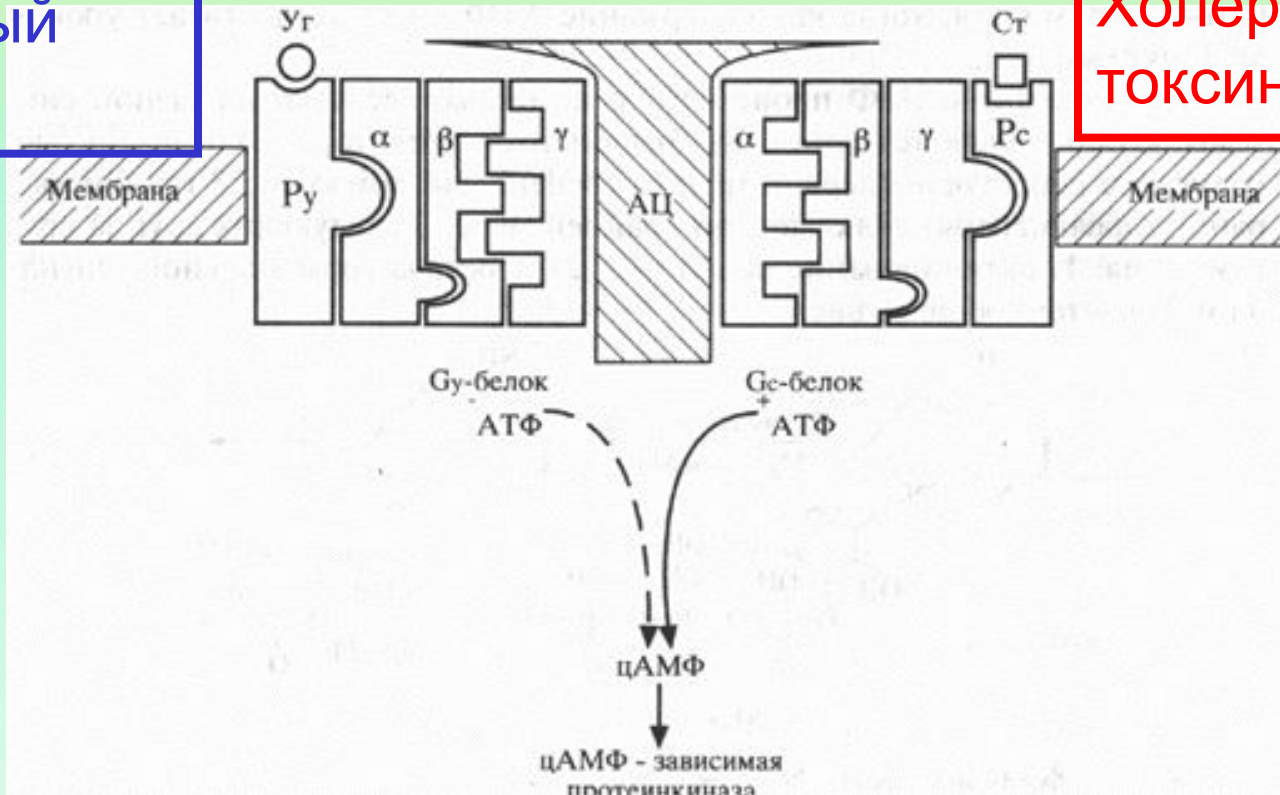 ый
Холер
токсин
Уг
Ст
α
β
γ
α
β
γ
Рс
Мембрана
Ру
АЦ
Мембрана
Gу-белок
Gс-белок
-
+
АТФ
АТФ
цАМФ
цАМФ - зависимая
протеинкиназа